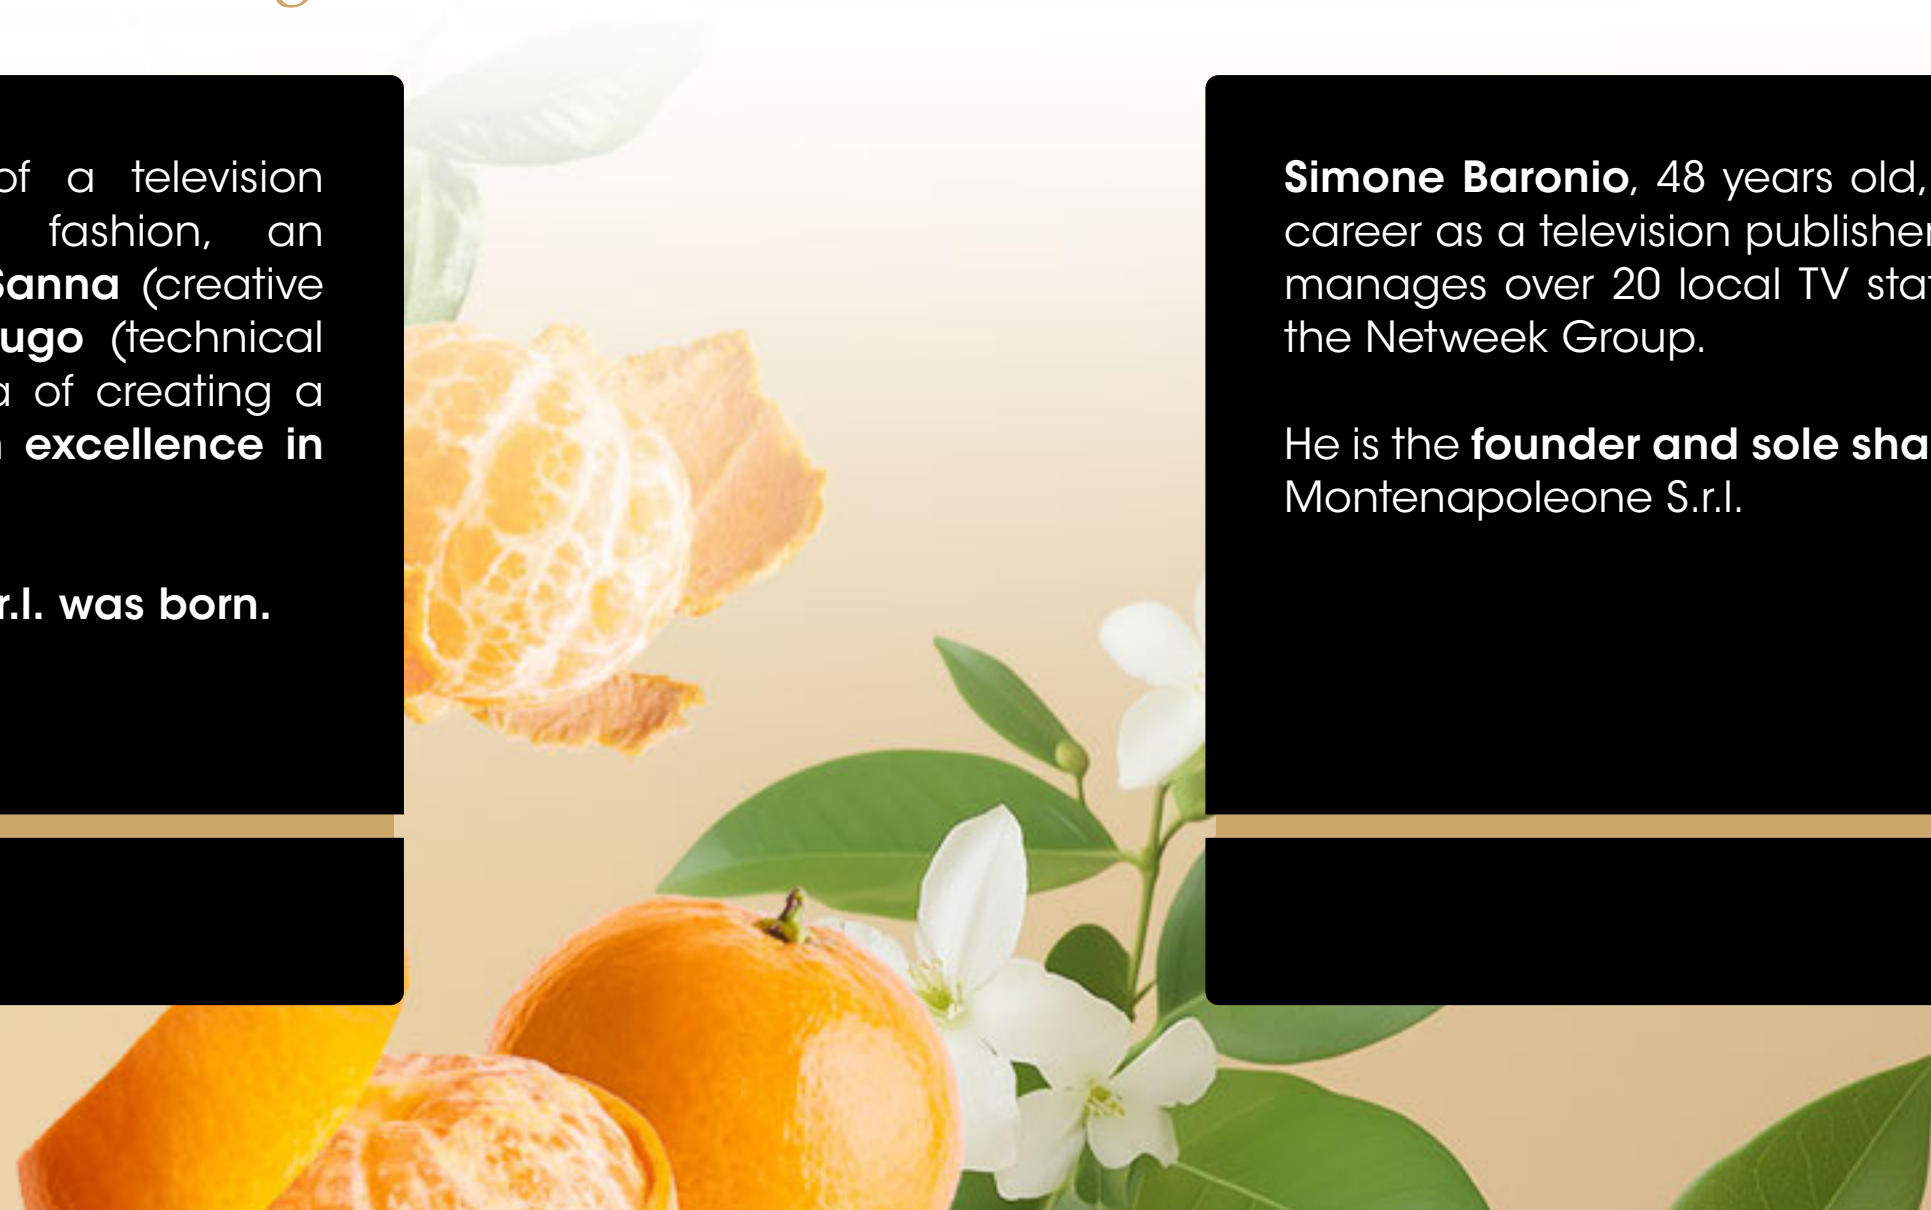 of a television
fashion, an
Sanna (creative
ugo (technical
of creating a
excellence in
r.l. was born.
Simone Baronio, 48 years old,
career as a television publisher
manages over 20 local TV stat
the Netweek Group.
He is the founder and sole sha
Montenapoleone S.r.l.